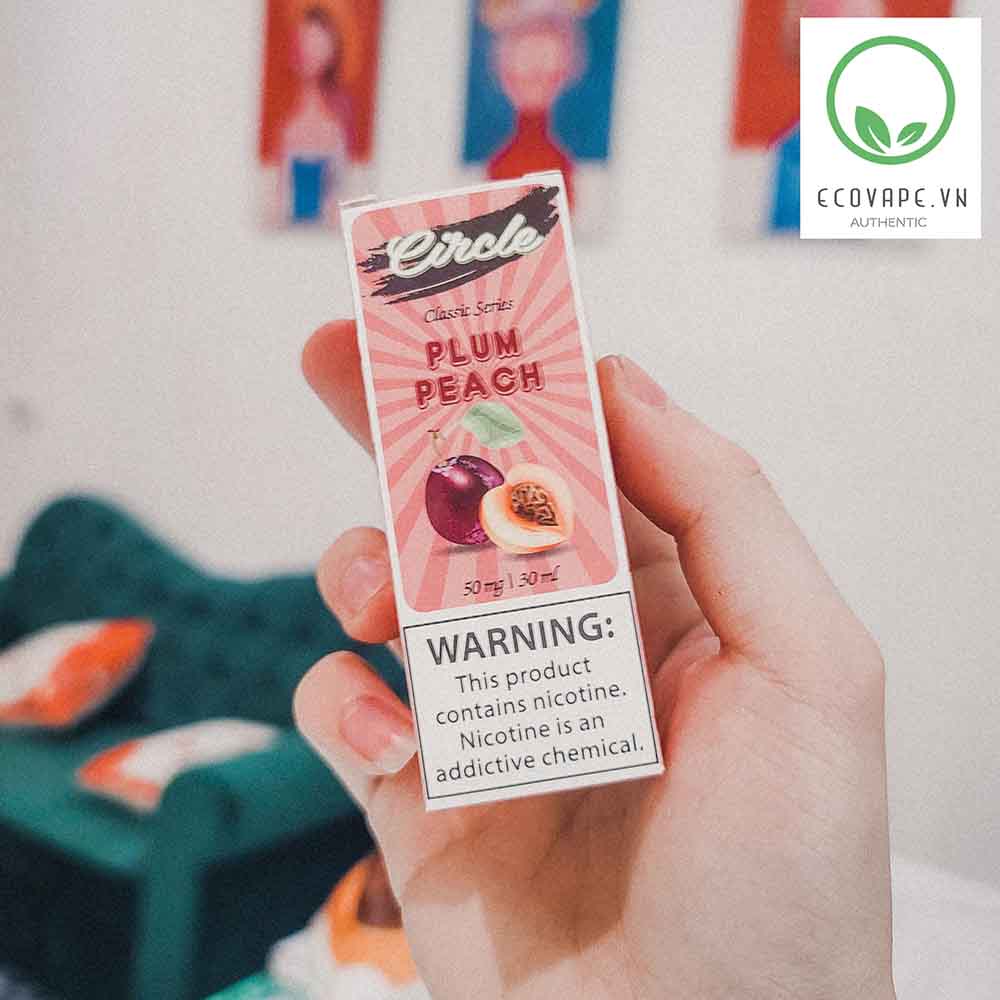 ECOVAPE.VN
AUTHENTIC
Circle
Classic Series
PLUM
PEACH
50 mg | 30 ml
WARNING:
This product
contains nicotine.
Nicotine is an
addictive chemical.